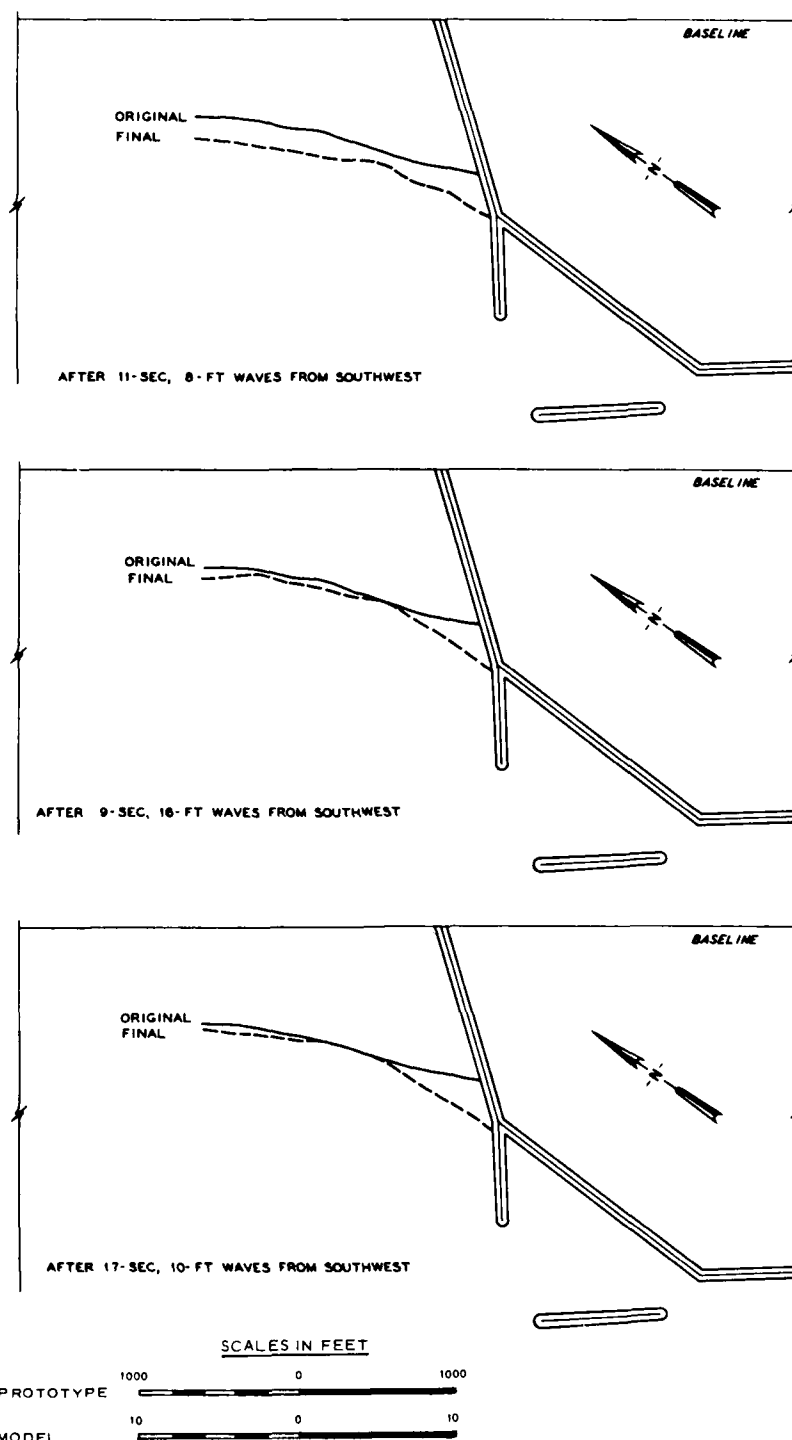 BASELINE
ORIGINAL
FINAL
N
AFTER 11-SEC, 8-FT WAVES FROM SOUTHWEST
BASELINE
ORIGINAL
FINAL
N
AFTER 9-SEC, 16-FT WAVES FROM SOUTHWEST
BASELINE
ORIGINAL
FINAL
N
AFTER 17-SEC, 10-FT WAVES FROM SOUTHWEST
SCALES IN FEET
PROTOTYPE 1000 0 1000
MODEL 10 0 10